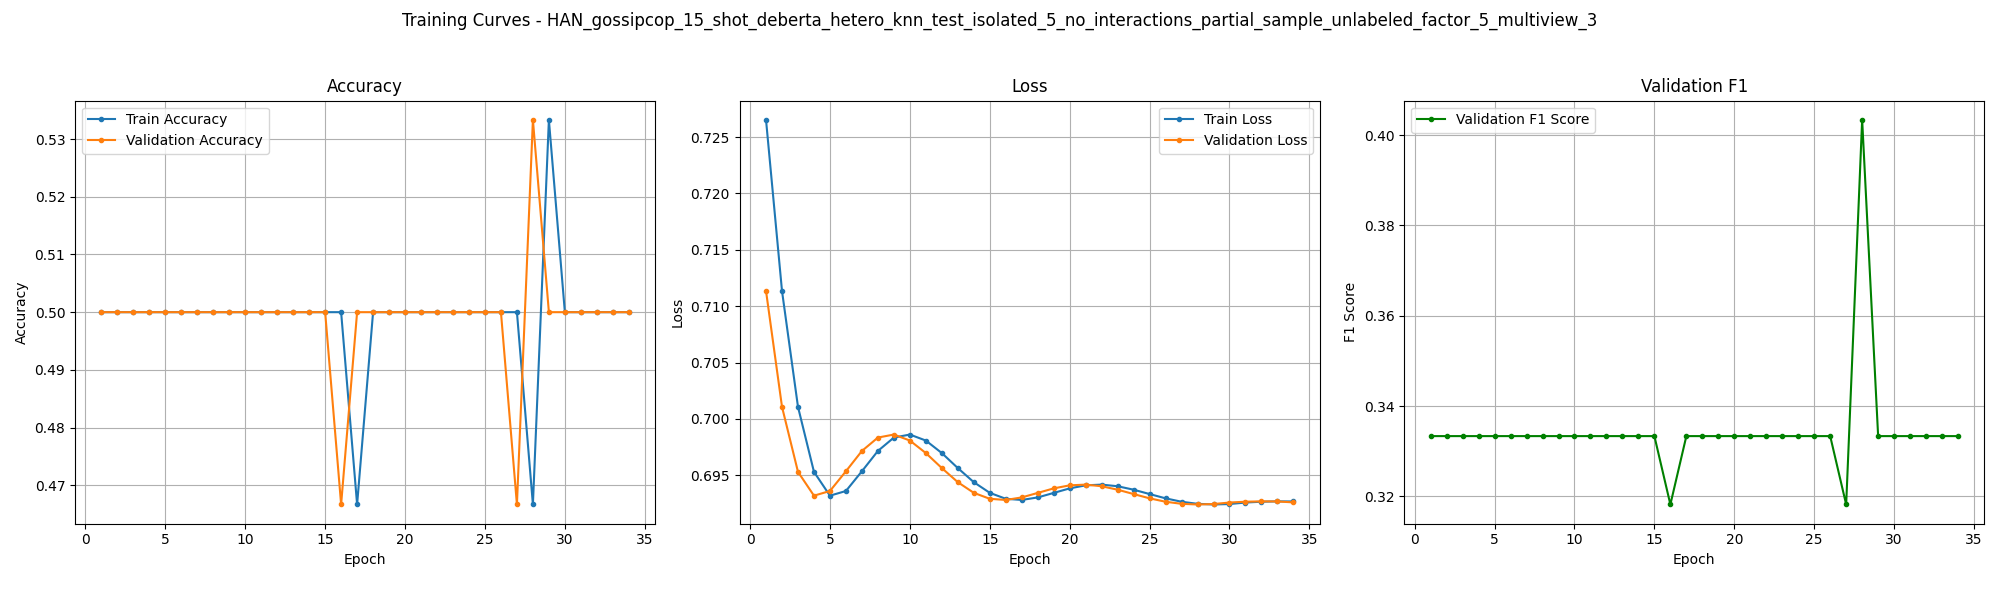 Training Curves - HAN_gossipcop_15_shot_deberta_hetero_knn_test_isolated_5_no_interactions_partial_sample_unlabeled_factor_5_multiview_3
Accuracy
Train Accuracy
Validation Accuracy
0.53
0.52
0.51
0.50
0.49
0.48
0.47
Accuracy
0 5 10 15 20 25 30 35
Epoch
Loss
Train Loss
Validation Loss
0.725
0.720
0.715
0.710
0.705
0.700
0.695
Loss
0 5 10 15 20 25 30 35
Epoch
Validation F1
Validation F1 Score
0.40
0.38
0.36
0.34
0.32
F1 Score
0 5 10 15 20 25 30 35
Epoch